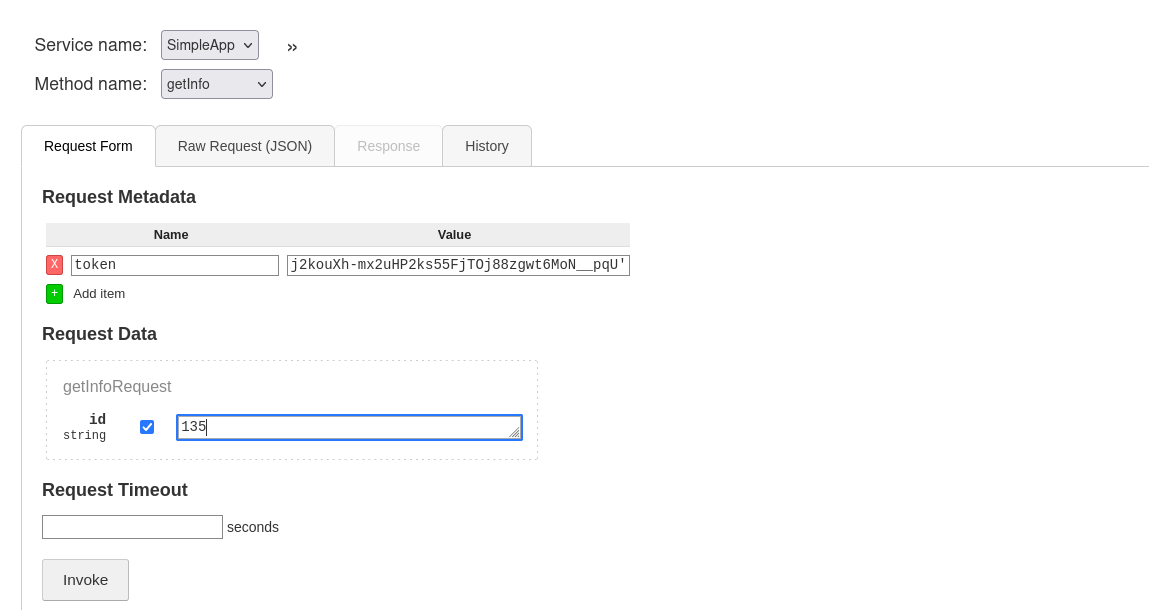 Service name: SimpleApp »
Method name: getInfo
Request Form Raw Request (JSON) Response History
Request Metadata
Name Value
X token j2kouXh-mx2uHP2ks55FjTOj88zgwt6MoN__pqU'
+ Add item
Request Data
getInfoRequest
id
string
135
Request Timeout
seconds
Invoke